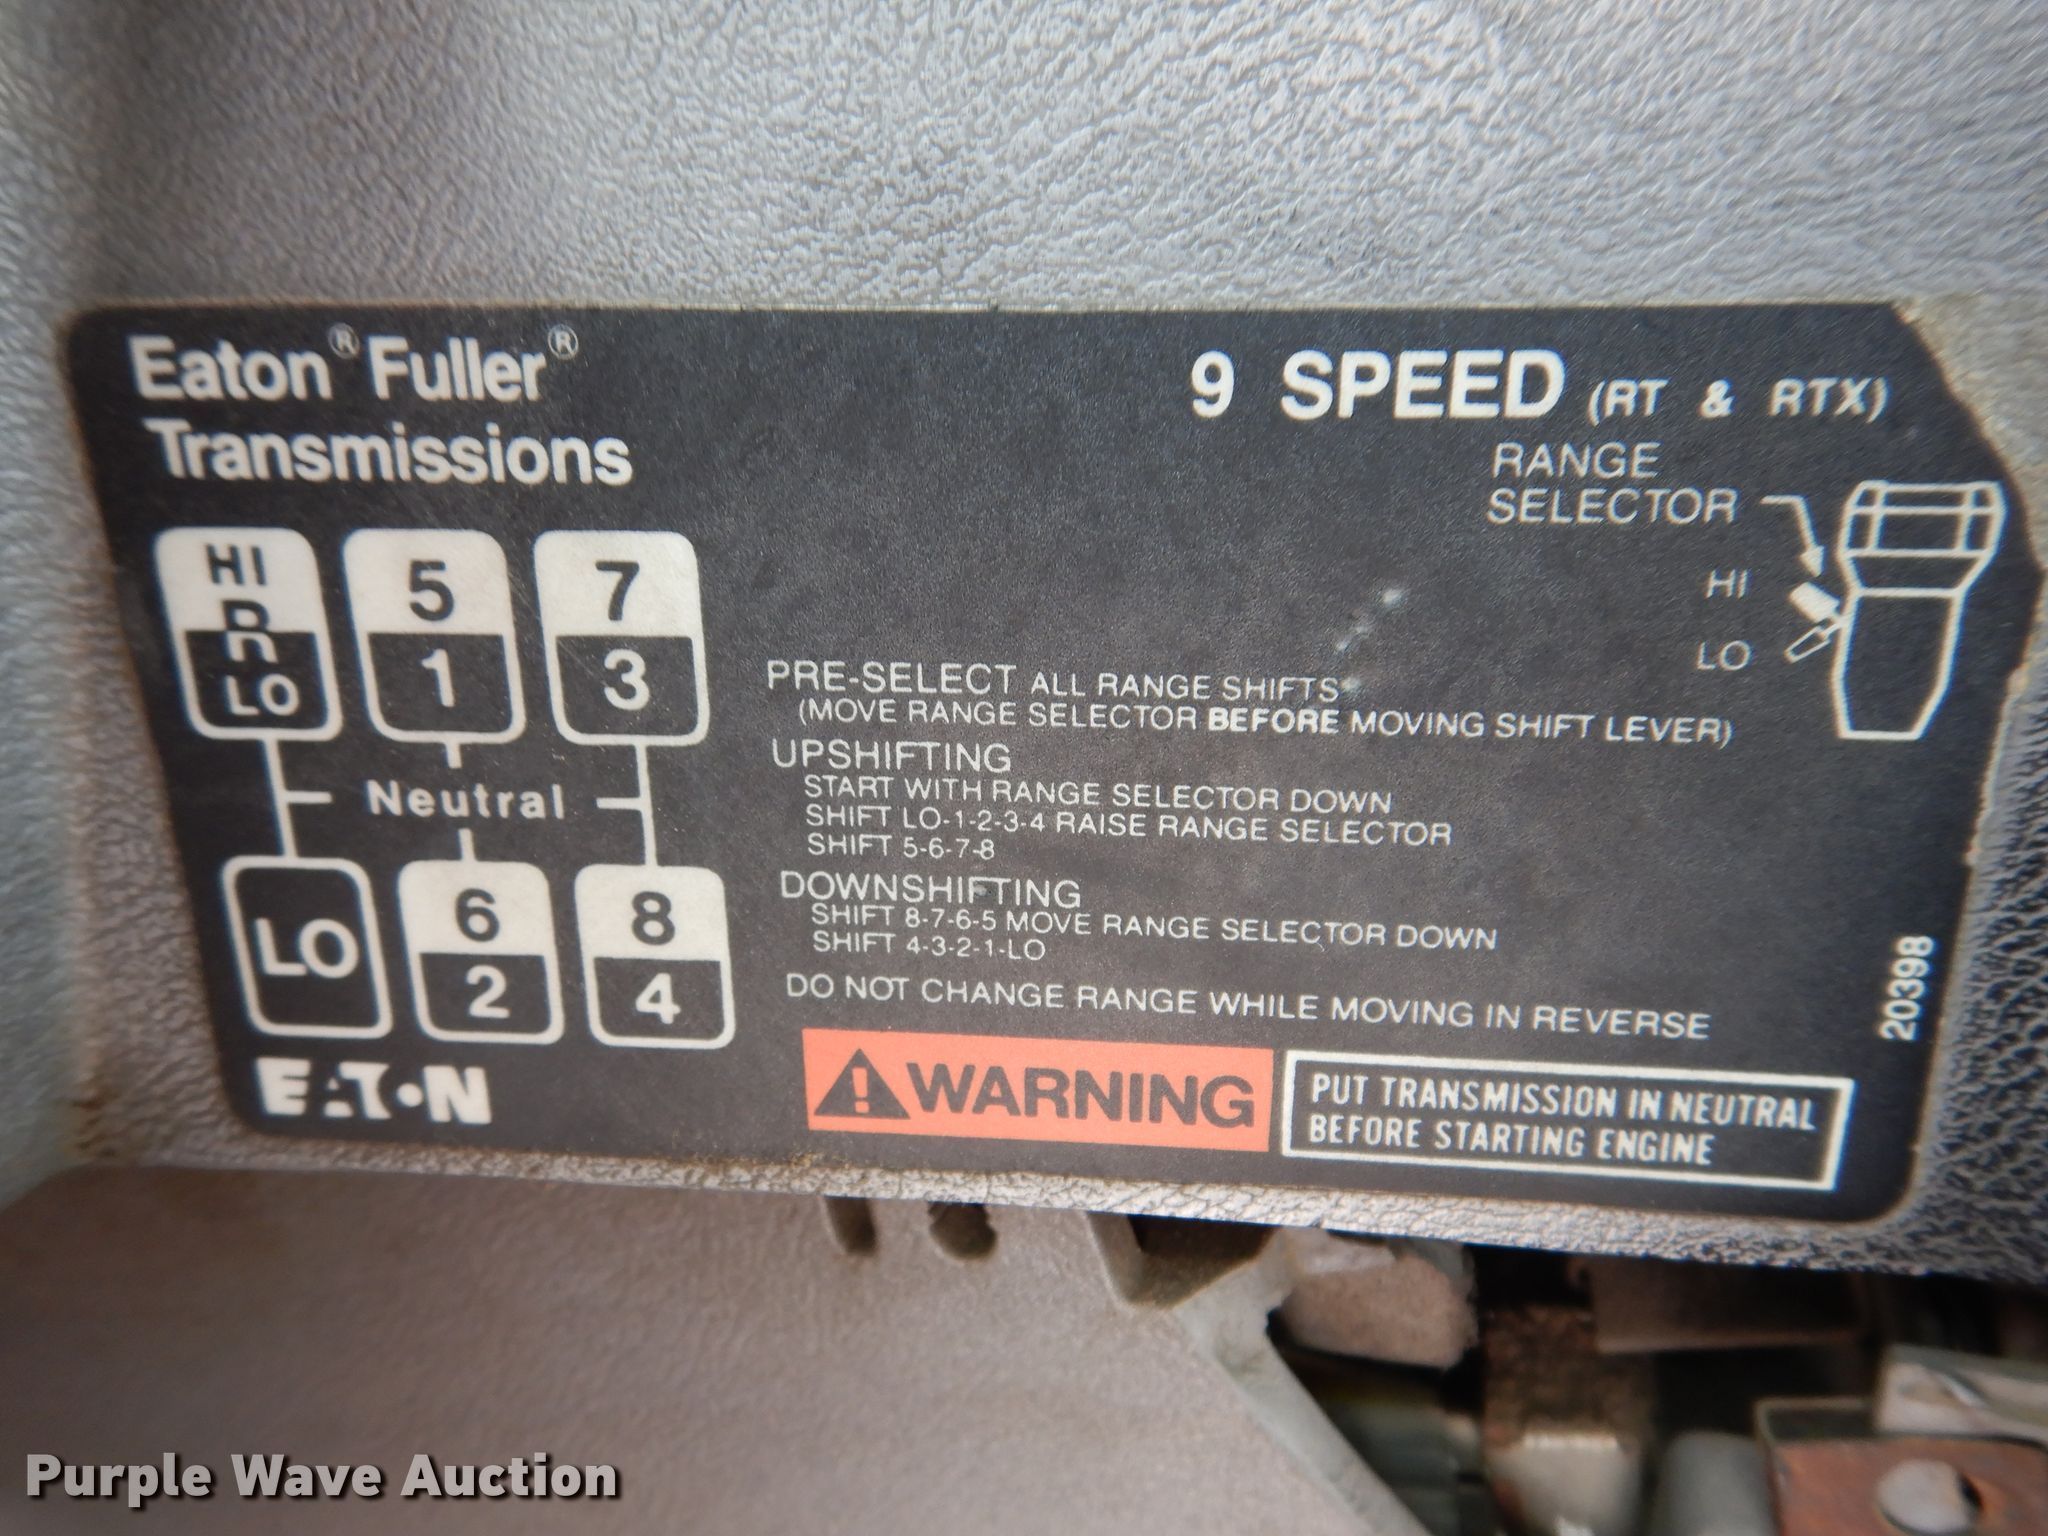 Eaton® Fuller®
Transmissions
9 SPEED (RT & RTX)
RANGE
SELECTOR
HI
LO
HI
R
LO
5
1
7
3
Neutral
LO
6
2
8
4
PRE-SELECT ALL RANGE SHIFTS
(MOVE RANGE SELECTOR BEFORE MOVING SHIFT LEVER)
UPSHIFTING
START WITH RANGE SELECTOR DOWN
SHIFT LO-1-2-3-4 RAISE RANGE SELECTOR
SHIFT 5-6-7-8
DOWNSHIFTING
SHIFT 8-7-6-5 MOVE RANGE SELECTOR DOWN
SHIFT 4-3-2-1-LO
DO NOT CHANGE RANGE WHILE MOVING IN REVERSE
EATON
WARNING
PUT TRANSMISSION IN NEUTRAL
BEFORE STARTING ENGINE
20398
Purple Wave Auction